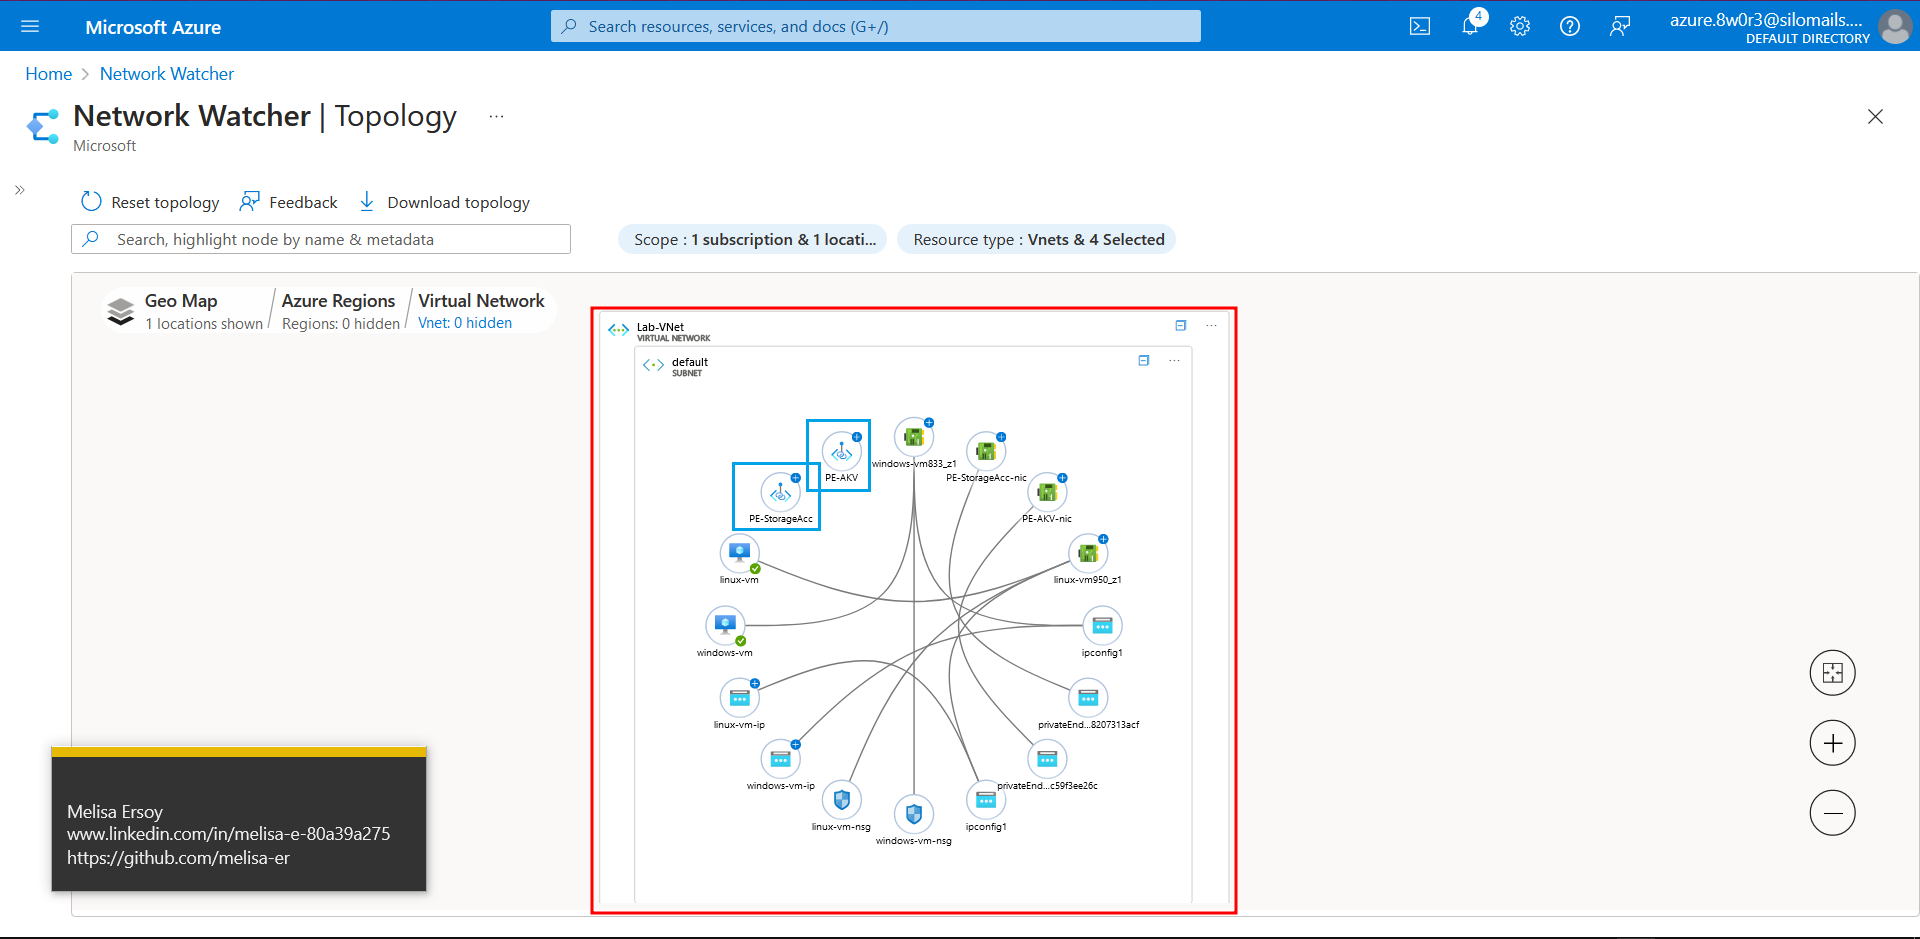 Microsoft Azure
Search resources, services, and docs (G+/)
4
azure.8w0r3@silomails....
DEFAULT DIRECTORY
Home > Network Watcher
Network Watcher | Topology ...
Microsoft
Reset topology
Feedback
Download topology
Search, highlight node by name & metadata
Scope : 1 subscription & 1 locati...
Resource type : Vnets & 4 Selected
Geo Map
1 locations shown
Azure Regions
Regions: 0 hidden
Virtual Network
Vnet: 0 hidden
Lab-VNet
VIRTUAL NETWORK
default
SUBNET
windows-vm833_z1
PE-AKV
PE-StorageAcc-nic
PE-StorageAcc
PE-AKV-nic
linux-vm
linux-vm950_z1
windows-vm
ipconfig1
linux-vm-ip
privateEnd...8207313acf
windows-vm-ip
privateEnd...c59f3ee26c
linux-vm-nsg
ipconfig1
windows-vm-nsg
Melisa Ersoy
www.linkedin.com/in/melisa-e-80a39a275
https://github.com/melisa-er